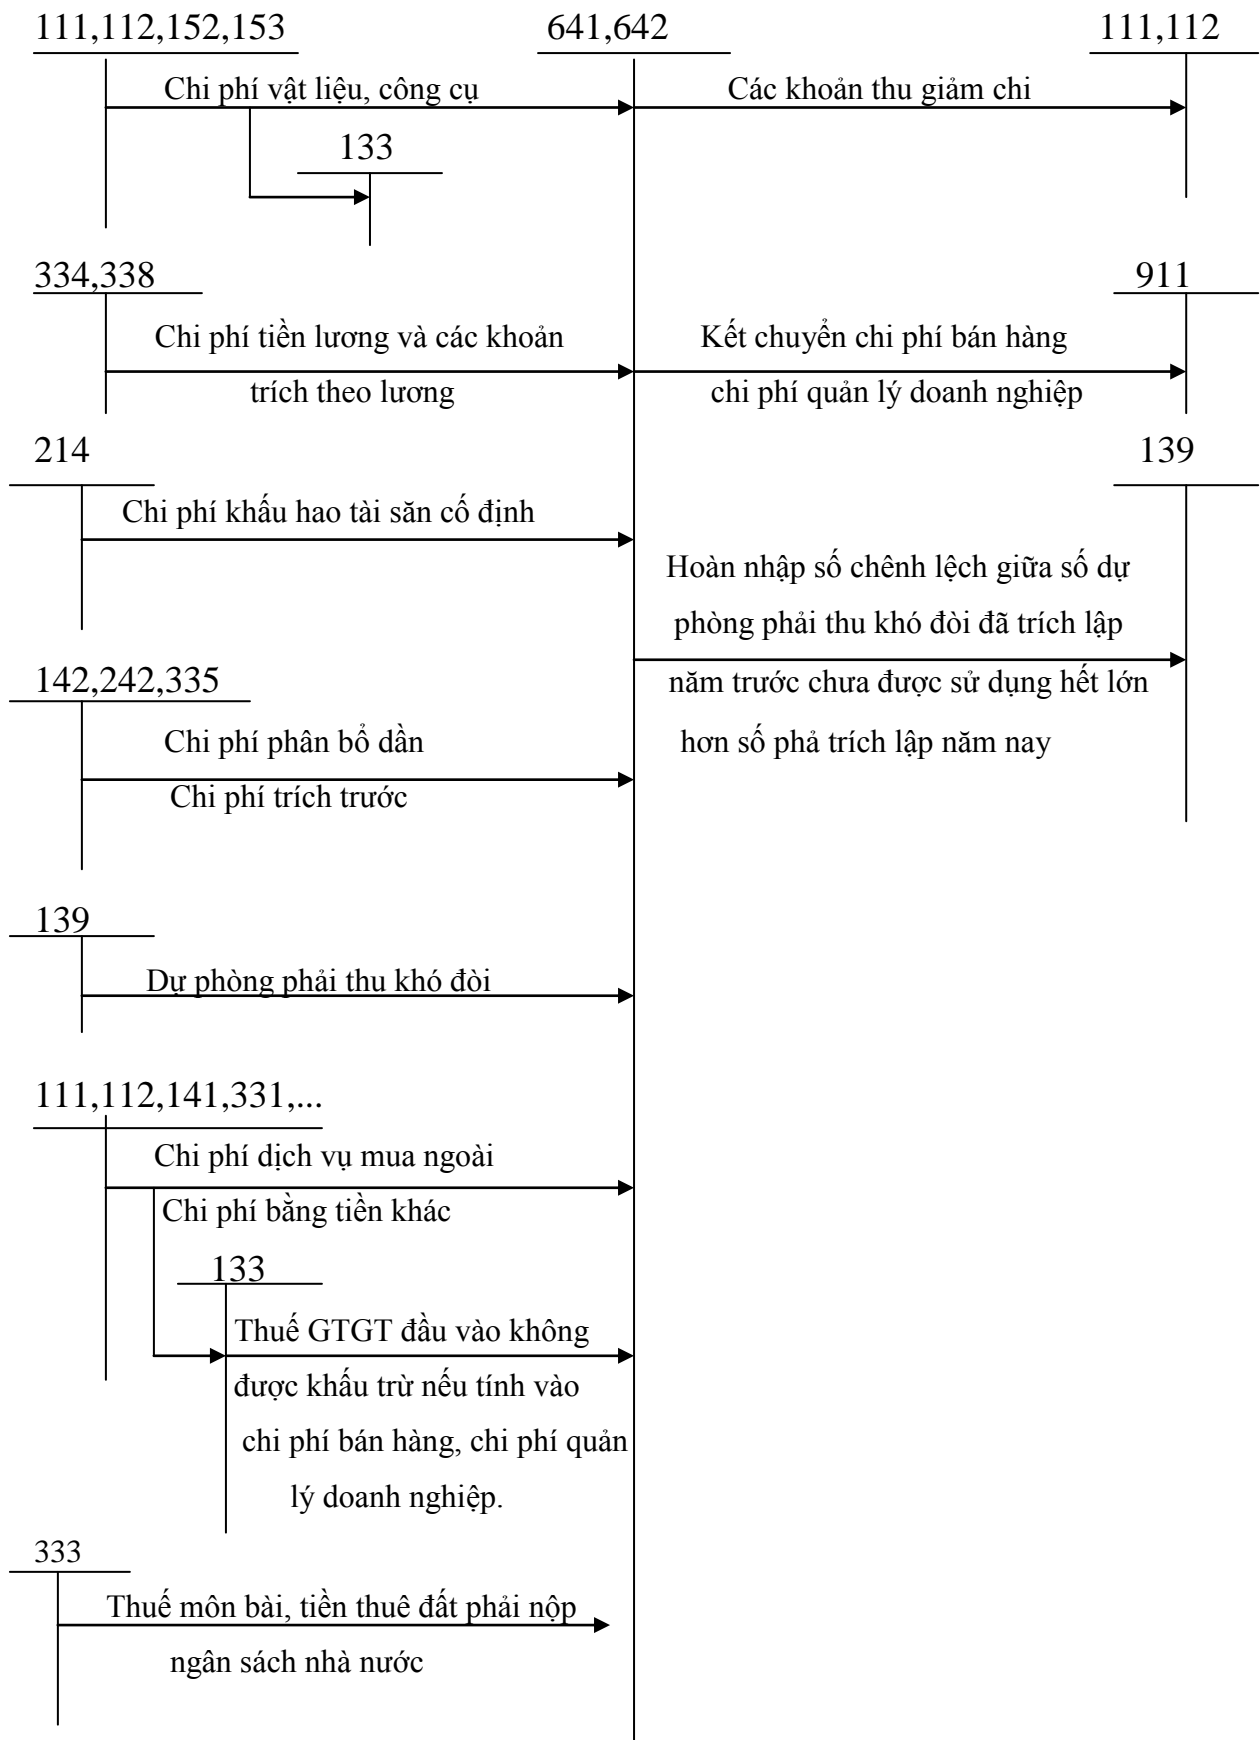 111,112,152,153
641,642
111,112
Chi phí vật liệu, công cụ
Các khoản thu giảm chi
133
334,338
911
Chi phí tiền lương và các khoản
trích theo lương
Kết chuyển chi phí bán hàng
chi phí quản lý doanh nghiệp
214
139
Chi phí khấu hao tài săn cố định
Hoàn nhập số chênh lệch giữa số dự
phòng phải thu khó đòi đã trích lập
năm trước chưa được sử dụng hết lớn
hơn số phả trích lập năm nay
142,242,335
Chi phí phân bổ dần
Chi phí trích trước
139
Dự phòng phải thu khó đòi
111,112,141,331,...
Chi phí dịch vụ mua ngoài
Chi phí bằng tiền khác
133
Thuế GTGT đầu vào không
được khấu trừ nếu tính vào
chi phí bán hàng, chi phí quản
lý doanh nghiệp.
333
Thuế môn bài, tiền thuê đất phải nộp
ngân sách nhà nước